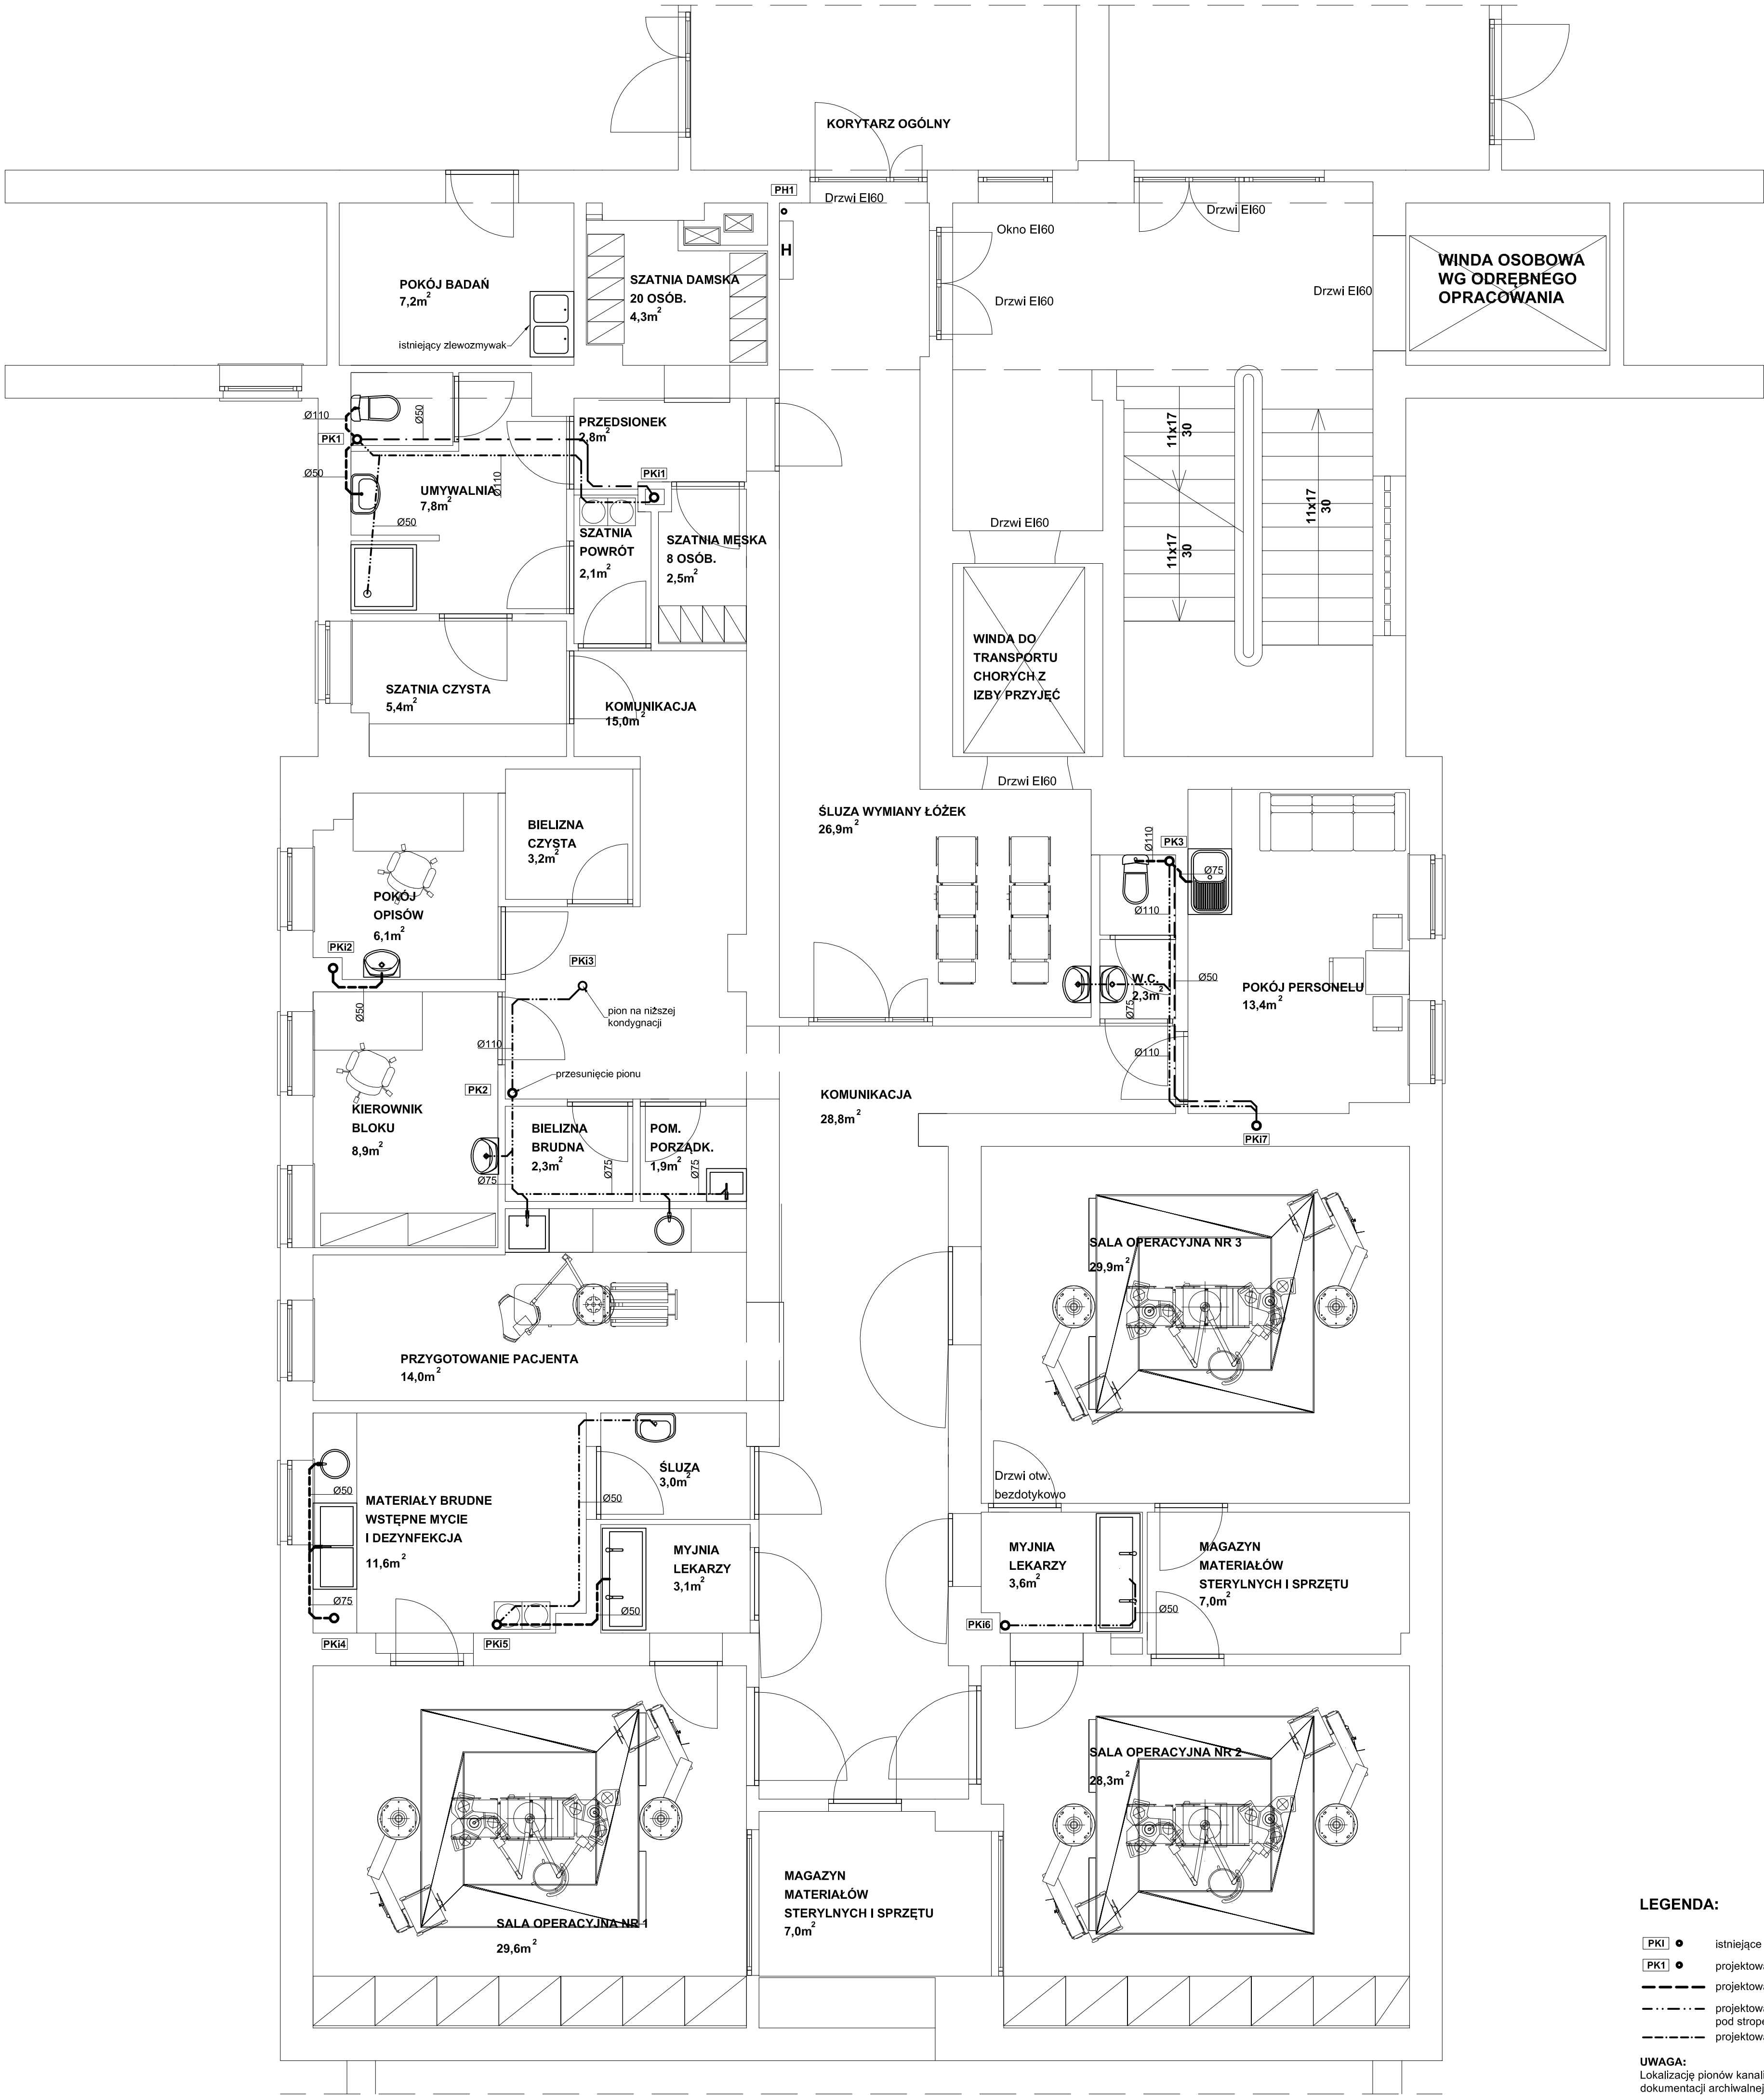 KORYTARZ OGÓLNY
PH1
Drzwi EI60
Drzwi EI60
Okno EI60
H
WINDA OSOBOWA
WG ODRĘBNEGO
OPRACOWANIA
POKÓJ BADAŃ
7,2m²
SZATNIA DAMSKA
20 OSÓB.
4,3m²
Drzwi EI60
Drzwi EI60
istniejący zlewozmywak
Ø110
Ø50
PK1
Ø50
PRZEDSIONEK
2,8m²
PKi1
UMYWALNIA
7,8m²
Ø110
Ø50
11x17
30
11x17
30
11x17
30
SZATNIA
POWRÓT
2,1m²
SZATNIA MĘSKA
8 OSÓB.
2,5m²
Drzwi EI60
WINDA DO
TRANSPORTU
CHORYCH Z
IZBY PRZYJĘĆ
SZATNIA CZYSTA
5,4m²
KOMUNIKACJA
15,0m²
Drzwi EI60
BIELIZNA
CZYSTA
3,2m²
ŚLUZA WYMIANY ŁÓŻEK
26,9m²
Ø110
PK3
Ø75
Ø110
POKÓJ
OPISÓW
6,1m²
PKi2
Ø50
PKi3
pion na niższej
kondygnacji
W.C.
2,3m²
Ø75
Ø50
POKÓJ PERSONELU
13,4m²
Ø110
Ø110
PK2
przesunięcie pionu
KOMUNIKACJA
28,8m²
KIEROWNIK
BLOKU
8,9m²
Ø75
BIELIZNA
BRUDNA
2,3m²
Ø75
POM.
PORZĄDK.
1,9m²
Ø75
PKi7
SALA OPERACYJNA NR 3
29,9m²
PRZYGOTOWANIE PACJENTA
14,0m²
ŚLUZA
3,0m²
Ø50
Ø50
MATERIAŁY BRUDNE
WSTĘPNE MYCIE
I DEZYNFEKCJA
11,6m²
Drzwi otw.
bezdotykowo
MYJNIA
LEKARZY
3,1m²
Ø50
MYJNIA
LEKARZY
3,6m²
Ø50
MAGAZYN
MATERIAŁÓW
STERYLNYCH I SPRZĘTU
7,0m²
Ø75
PKi4
PKi5
PKi6
SALA OPERACYJNA NR 2
28,3m²
SALA OPERACYJNA NR 1
29,6m²
MAGAZYN
MATERIAŁÓW
STERYLNYCH I SPRZĘTU
7,0m²
LEGENDA:
PKI istniejące
PK1
pod
UWAGA:
Lokalizację pionów
dokumentacji archiwalnej